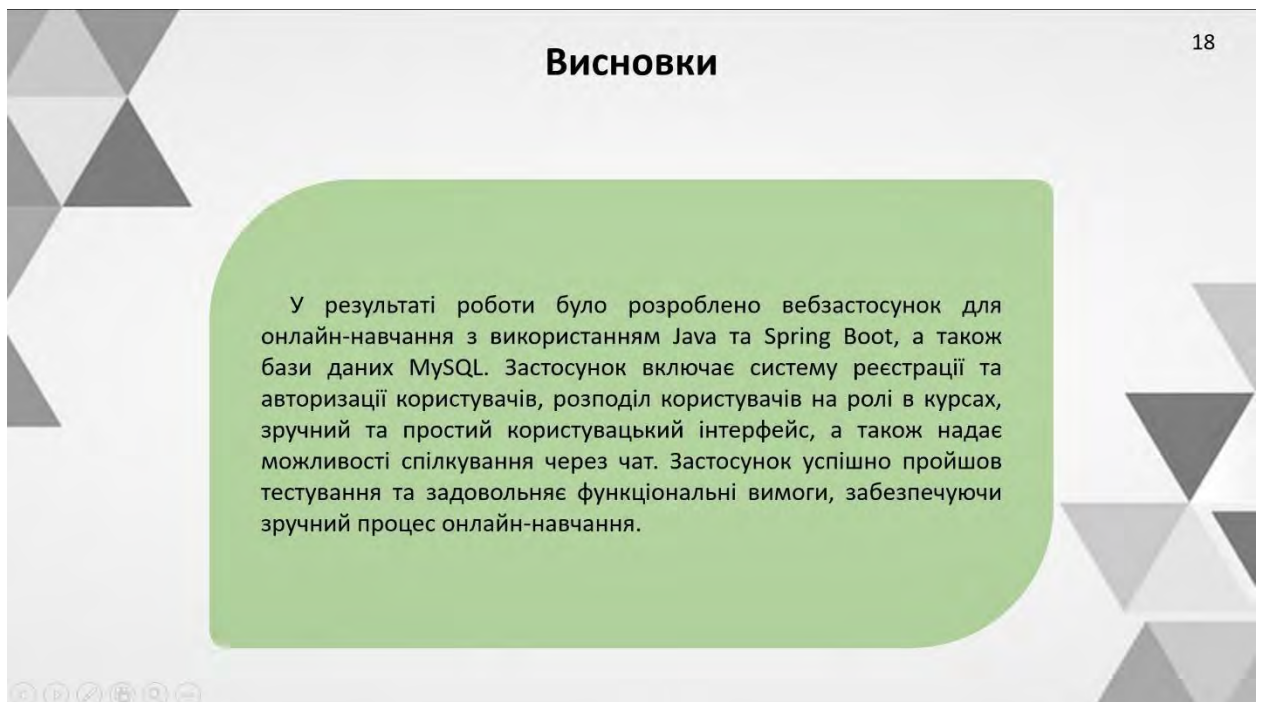 18
Висновки
У результаті роботи було розроблено вебзастосунок для
онлайн-навчання з використанням Java та Spring Boot, а також
бази даних MySQL. Застосунок включає систему реєстрації та
авторизації користувачів, розподіл користувачів на ролі в курсах,
зручний та простий користувацький інтерфейс, а також надає
можливості спілкування через чат. Застосунок успішно пройшов
тестування та задовольняє функціональні вимоги, забезпечуючи
зручний процес онлайн-навчання.